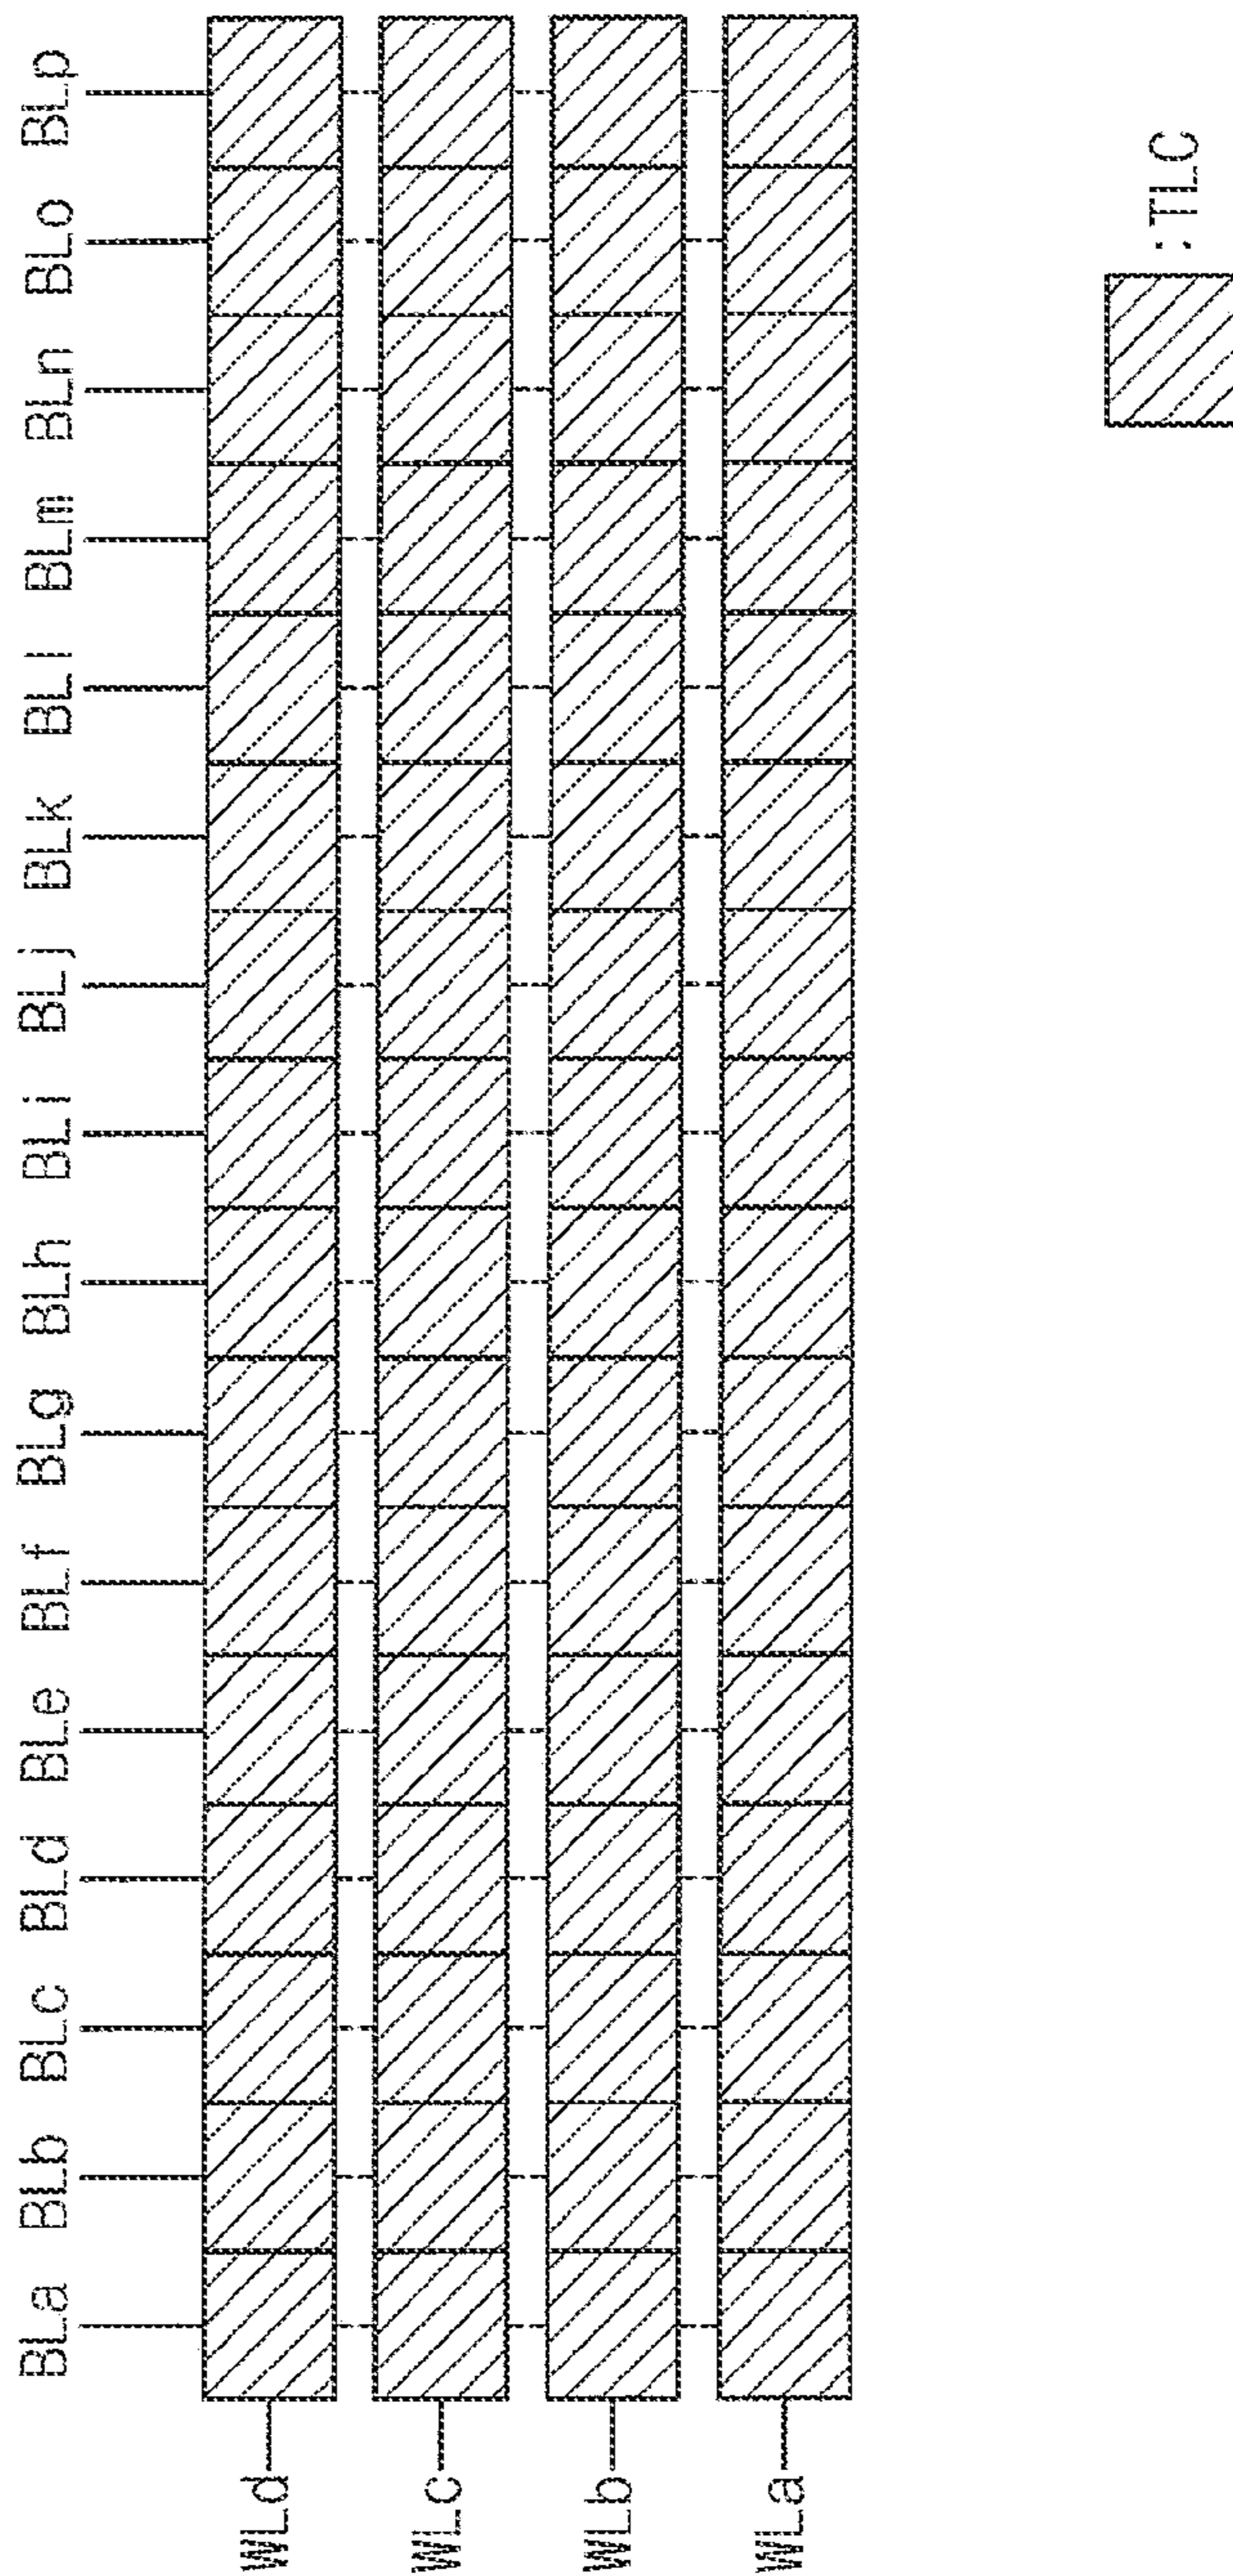 BLa BLb BLc BLd BLe BLf BLg BLh BLi BLj BLk BLl BLm BLn BLo BLp
WLd
WLc
WLb
WLa
: TLC